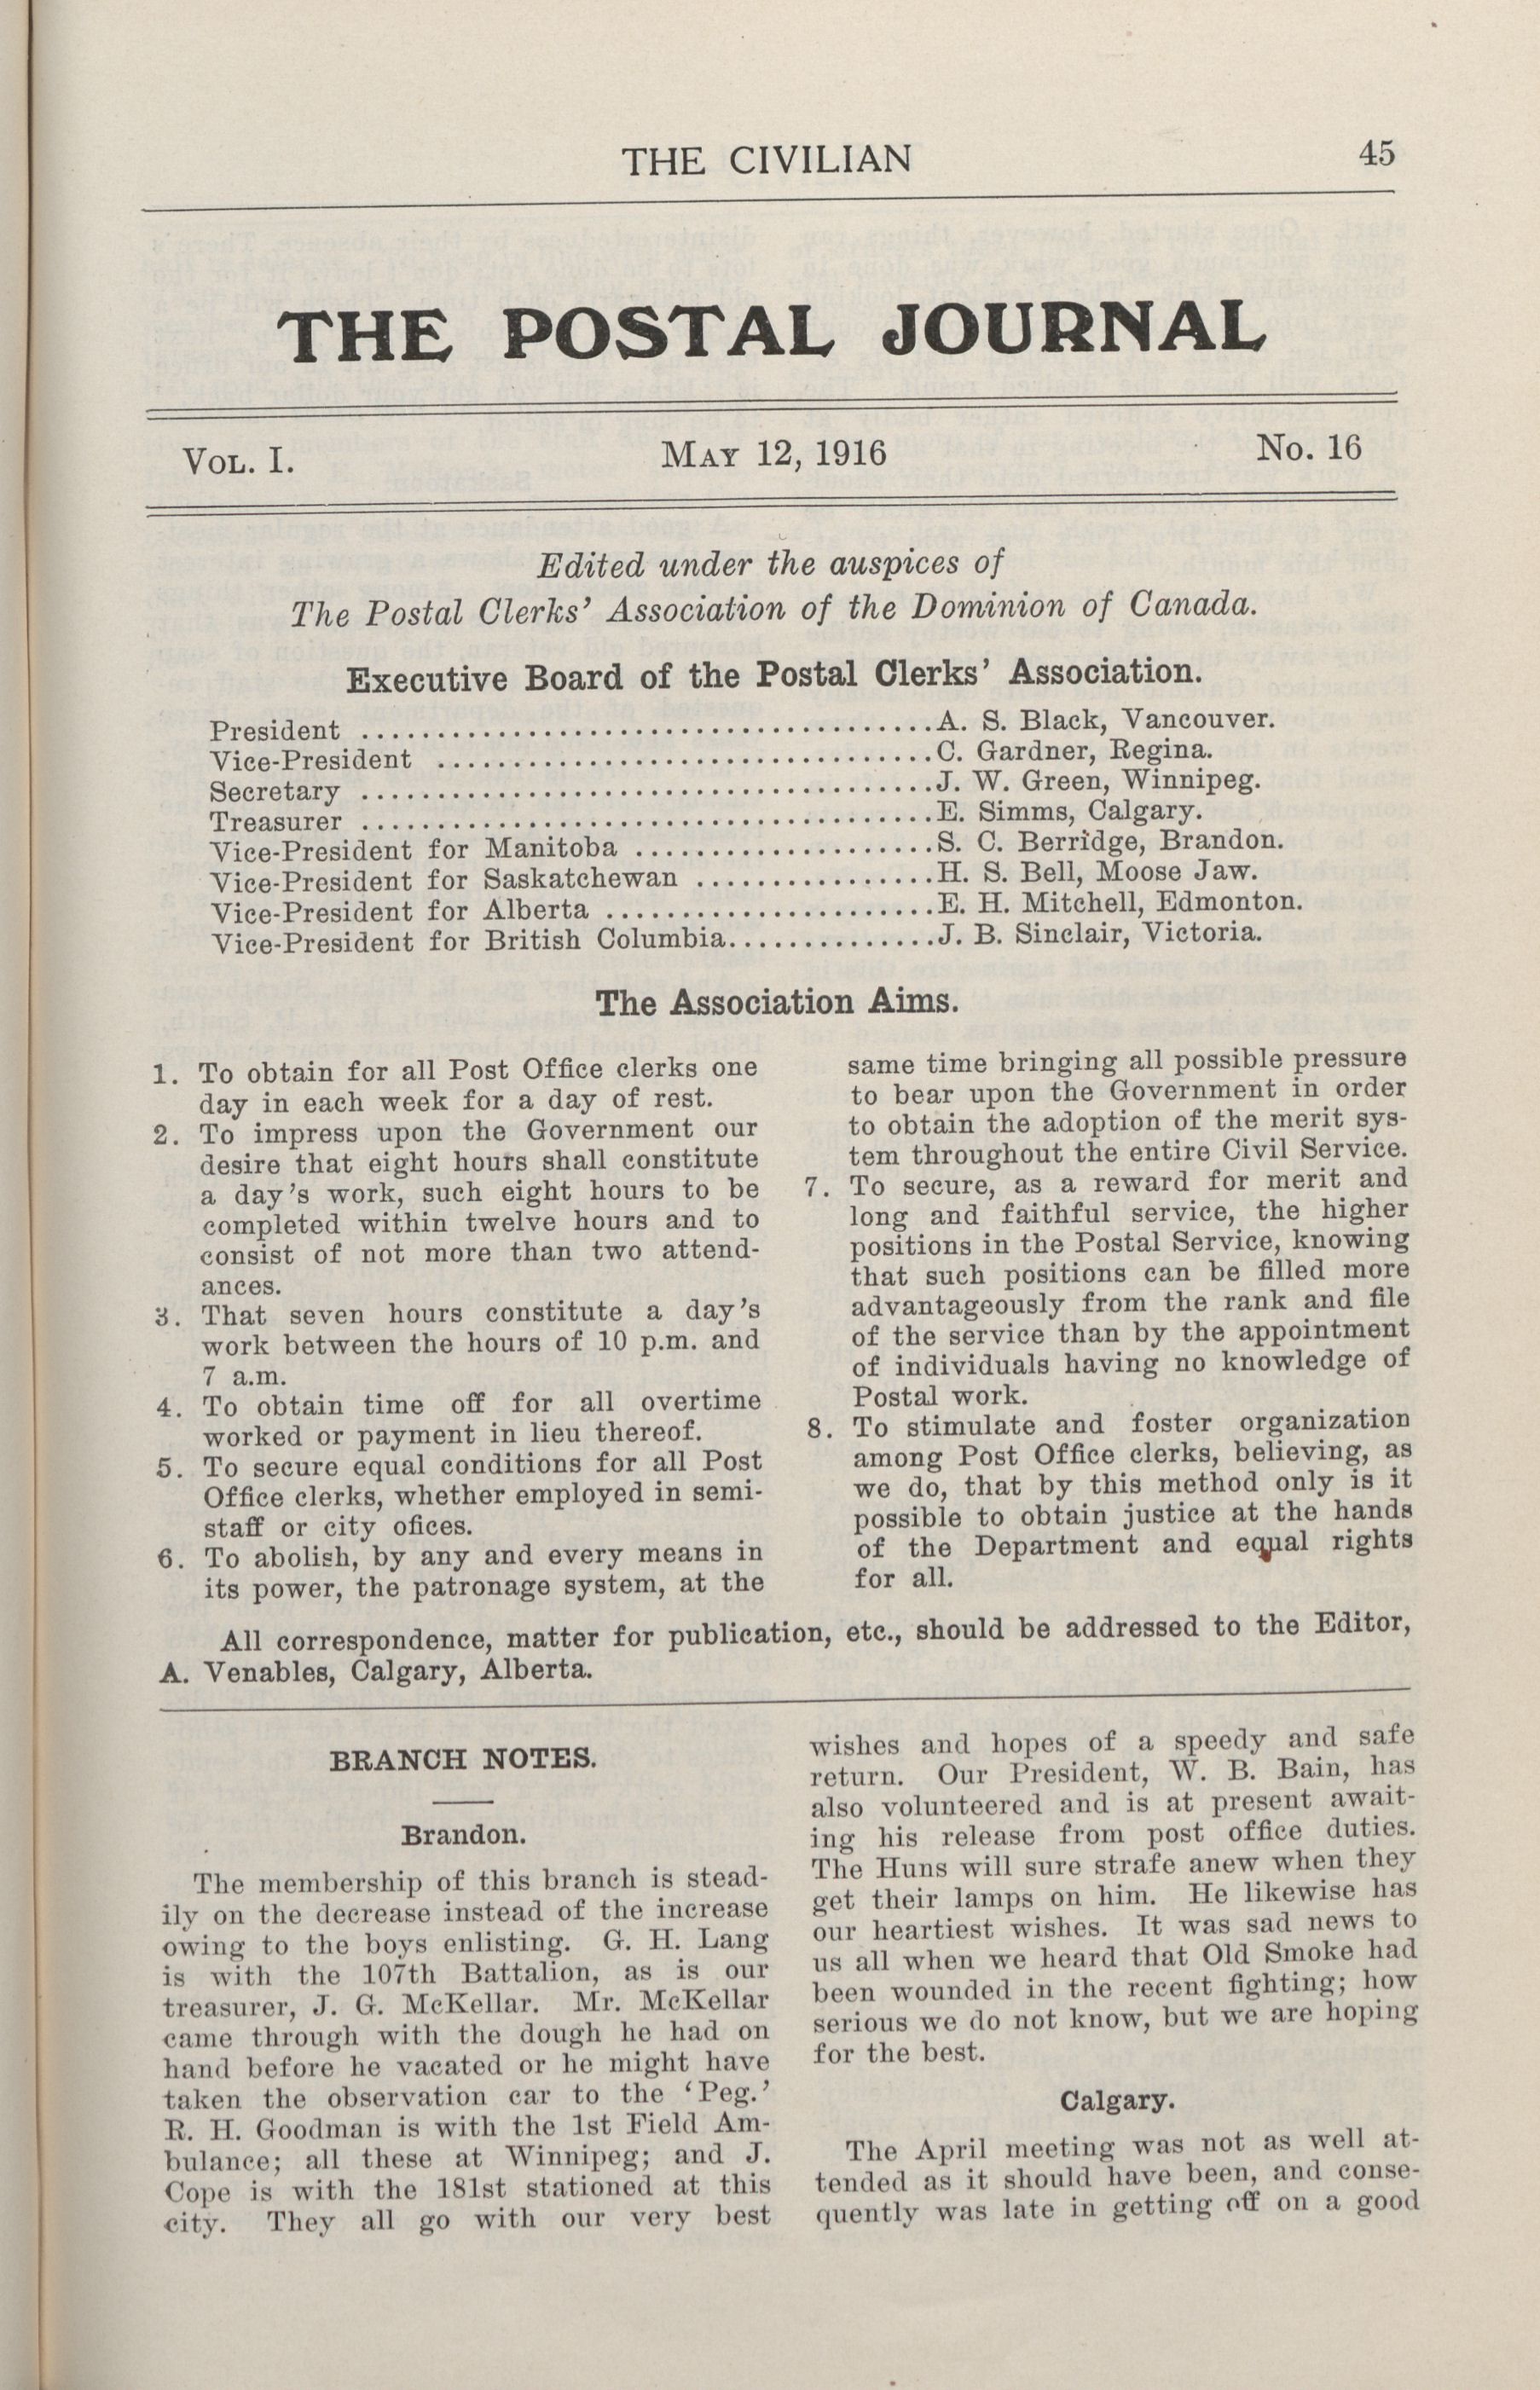 THE CIVILIAN
45
THE POSTAL JOURNAL
VOL. I.
MAY 12, 1916
No. 16
Edited under the auspices of
The Postal Clerks' Association of the Dominion of Canada.
Executive Board of the Postal Clerks' Association.
President ......................................A. S. Black, Vancouver.
Vice-President .................................C. Gardner, Regina.
Secretary ......................................J. W. Green, Winnipeg.
Treasurer ......................................E. Simms, Calgary.
Vice-President for Manitoba ....................S. C. Berridge, Brandon.
Vice-President for Saskatchewan ................H. S. Bell, Moose Jaw.
Vice-President for Alberta ......................E. H. Mitchell, Edmonton.
Vice-President for British Columbia..............J. B. Sinclair, Victoria.
The Association Aims.
1. To obtain for all Post Office clerks one
day in each week for a day of rest.
2. To impress upon the Government our
desire that eight hours shall constitute
a day's work, such eight hours to be
completed within twelve hours and to
consist of not more than two attend-
ances.
3. That seven hours constitute a day's
work between the hours of 10 p.m. and
7 a.m.
4. To obtain time off for all overtime
worked or payment in lieu thereof.
5. To secure equal conditions for all Post
Office clerks, whether employed in semi-
staff or city ofices.
6. To abolish, by any and every means in
its power, the patronage system, at the
same time bringing all possible pressure
to bear upon the Government in order
to obtain the adoption of the merit sys-
tem throughout the entire Civil Service.
7. To secure, as a reward for merit and
long and faithful service, the higher
positions in the Postal Service, knowing
that such positions can be filled more
advantageously from the rank and file
of the service than by the appointment
of individuals having no knowledge of
Postal work.
8. To stimulate and foster organization
among Post Office clerks, believing, as
we do, that by this method only is it
possible to obtain justice at the hands
of the Department and equal rights
for all.
All correspondence, matter for publication, etc., should be addressed to the Editor,
A. Venables, Calgary, Alberta.
BRANCH NOTES.
Brandon.
The membership of this branch is stead-
ily on the decrease instead of the increase
owing to the boys enlisting. G. H. Lang
is with the 107th Battalion, as is our
treasurer, J. G. McKellar. Mr. McKellar
came through with the dough he had on
hand before he vacated or he might have
taken the observation car to the 'Peg.'
R. H. Goodman is with the 1st Field Am-
bulance; all these at Winnipeg; and J.
Cope is with the 181st stationed at this
city. They all go with our very best
wishes and hopes of a speedy and safe
return. Our President, W. B. Bain, has
also volunteered and is at present await-
ing his release from post office duties.
The Huns will sure strafe anew when they
get their lamps on him. He likewise has
our heartiest wishes. It was sad news to
us all when we heard that Old Smoke had
been wounded in the recent fighting; how
serious we do not know, but we are hoping
for the best.
Calgary.
The April meeting was not as well at-
tended as it should have been, and conse-
quently was late in getting off on a good